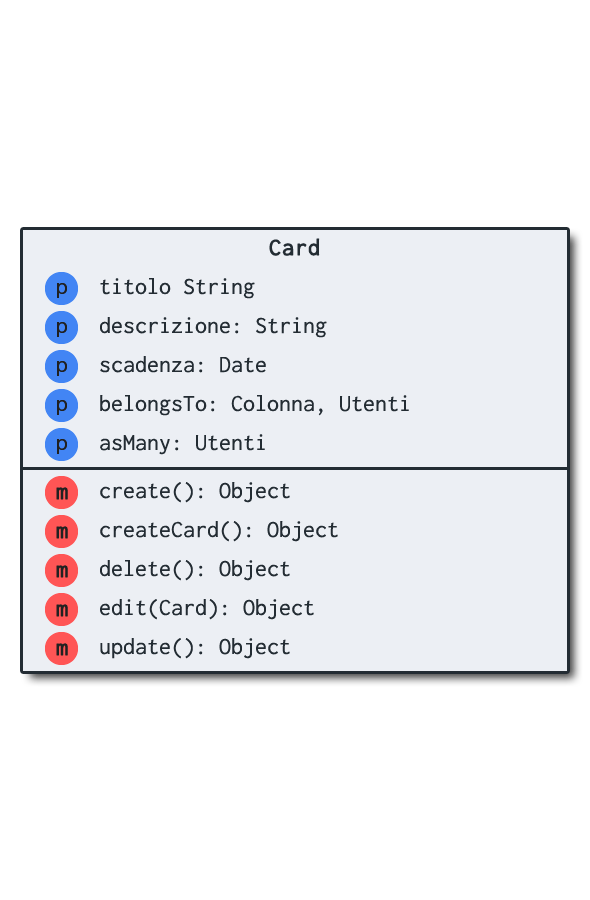 Card
p titolo String
p descrizione: String
p scadenza: Date
p belongsTo: Colonna, Utenti
p asMany: Utenti
m create(): Object
m createCard(): Object
m delete(): Object
m edit(Card): Object
m update(): Object